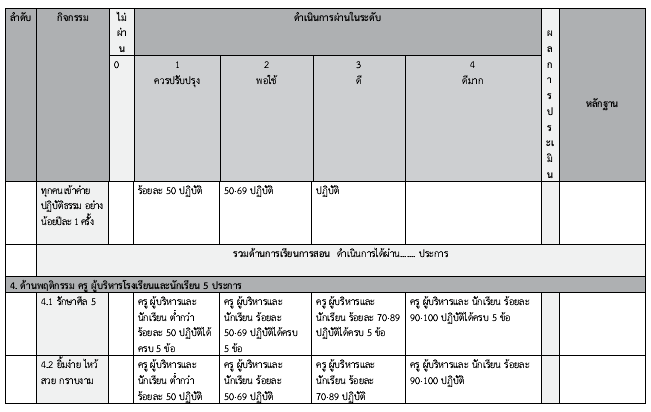 ลำดับ
กิจกรรม
ไม่
ผ่า
น
ดำเนินการผ่านในระดับ
ผ
ล
ก
า
ร
ป
ร
ะเ
มิ
น
หลักฐาน
0
1
ควรปรับปรุง
2
พอใช้
3
ดี
4
ดีมาก
ทุกคนเข้าค่าย
ปฏิบัติธรรม อย่าง
น้อยปีละ 1 ครั้ง
ร้อยละ 50 ปฏิบัติ
50-69 ปฏิบัติ
ปฏิบัติ
รวมด้านการเรียนการสอน ดำเนินการได้ผ่าน....... ประการ
4. ด้านพฤติกรรม ครู ผู้บริหารโรงเรียนและนักเรียน 5 ประการ
4.1 รักษาศีล 5
ครู ผู้บริหารและ
นักเรียน ต่ำกว่า
ร้อยละ 50 ปฏิบัติได้
ครบ 5 ข้อ
ครู ผู้บริหารและ
นักเรียน ร้อยละ
50-69 ปฏิบัติได้ครบ
5 ข้อ
ครู ผู้บริหารและ
นักเรียน ร้อยละ 70-89
ปฏิบัติได้ครบ 5 ข้อ
ครู ผู้บริหารและ นักเรียน ร้อยละ
90-100 ปฏิบัติได้ครบ 5 ข้อ
4.2 ยิ้มง่าย ไหว้
สวย กราบงาม
ครู ผู้บริหารและ
นักเรียน ต่ำกว่า
ร้อยละ 50 ปฏิบัติ
ครู ผู้บริหารและ
นักเรียน ร้อยละ
50-69 ปฏิบัติ
ครู ผู้บริหารและ
นักเรียน ร้อยละ
70-89 ปฏิบัติ
ครู ผู้บริหารและ นักเรียน ร้อยละ
90-100 ปฏิบัติ